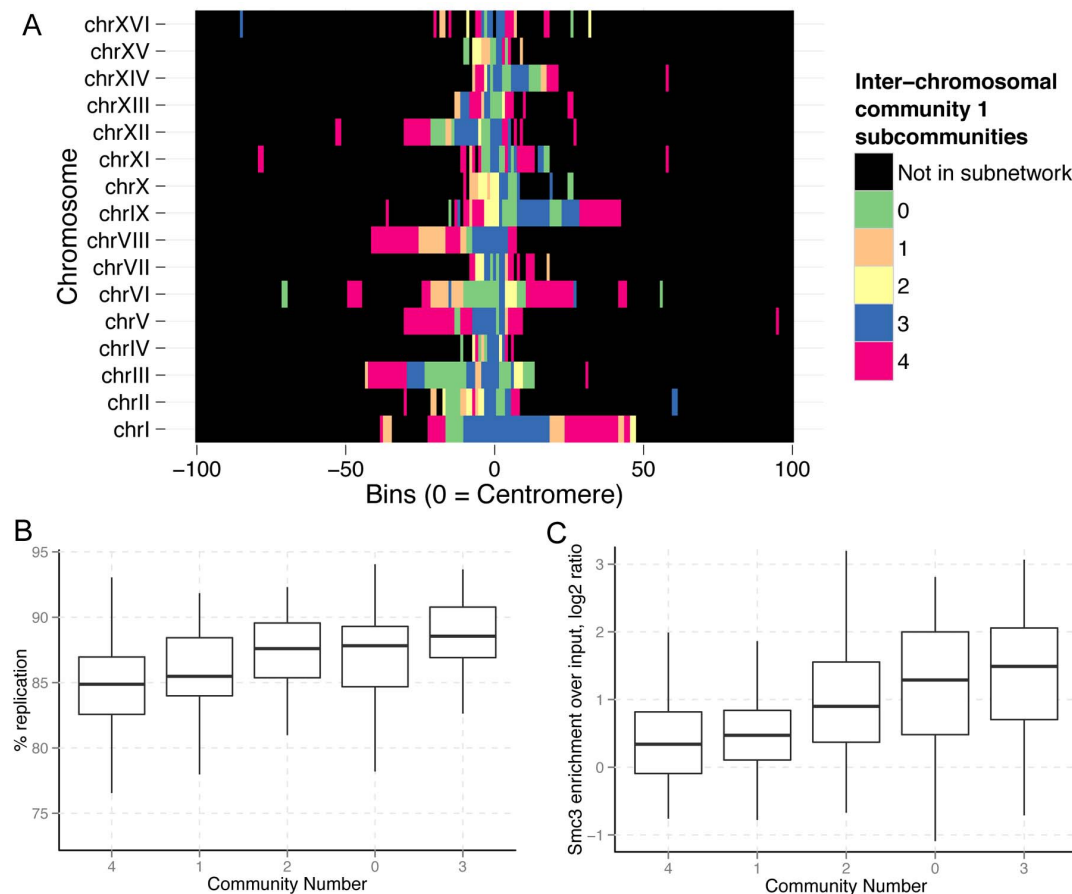 A
chrXVI
chrXV
chrXIV
chrXIII
chrXII
chrXI
chrX
chrIX
chrVIII
chrVII
chrVI
chrV
chrIV
chrIII
chrII
chrI
Chromosome
−100
−50
0
50
100
Bins (0 = Centromere)
Inter−chromosomal
community 1
subcommunities
Not in subnetwork
0
1
2
3
4
B
95
90
85
80
75
% replication
4
1
2
0
3
Community Number
C
3
2
1
0
−1
Smc3 enrichment over input, log2 ratio
4
1
2
0
3
Community Number